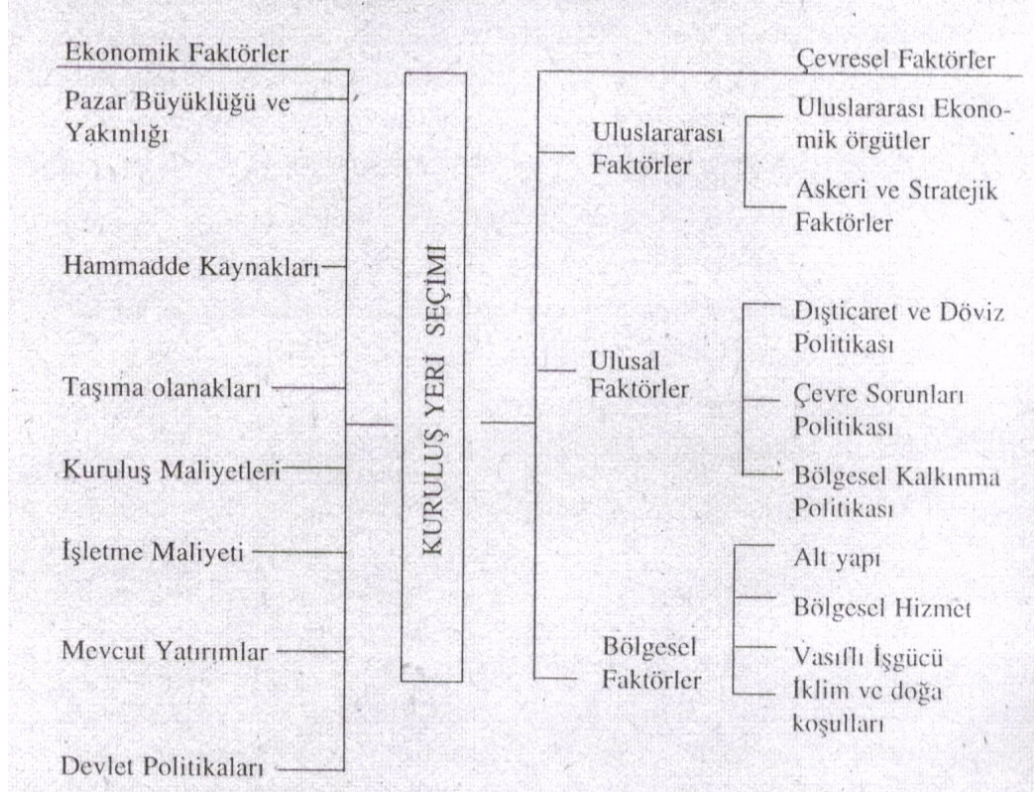 Ekonomik Faktörler
Pazar Büyüklüğü ve
Yakınlığı
Hammadde Kaynakları
Taşıma olanakları
Kuruluş Maliyetleri
İşletme Maliyeti
Mevcut Yatırımlar
Devlet Politikaları
KURULUŞ YERİ SEÇİMİ
Çevresel Faktörler
Uluslararası
Faktörler
Uluslararası Ekono-
mik örgütler
Askeri ve Stratejik
Faktörler
Ulusal
Faktörler
Dışticaret ve Döviz
Politikası
Çevre Sorunları
Politikası
Bölgesel Kalkınma
Politikası
Bölgesel
Faktörler
Alt yapı
Bölgesel Hizmet
Vasıflı İşgücü
İklim ve doğa
koşulları